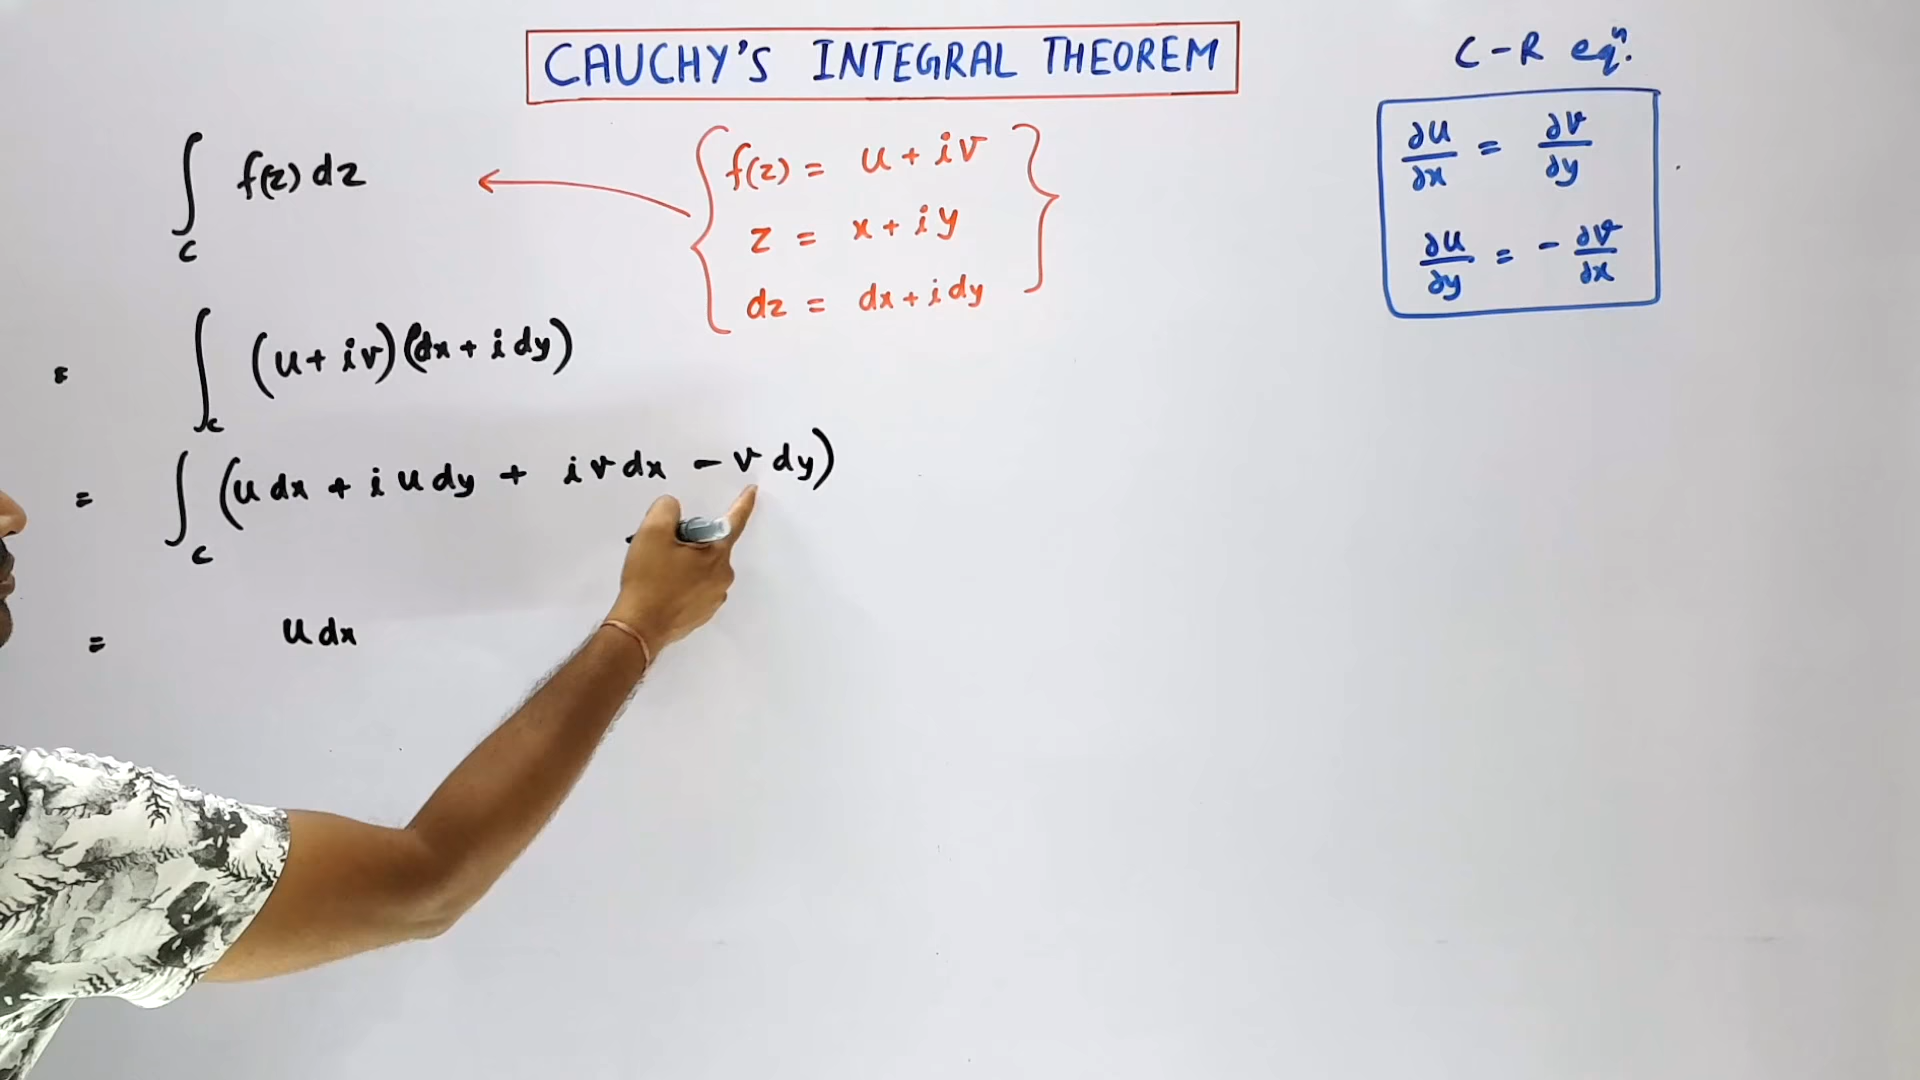 CAUCHY'S INTEGRAL THEOREM
∫_C f(z) dz
f(z) = u + iv
z = x + iy
dz = dx + i dy
C-R eqⁿ.
∂u/∂x = ∂v/∂y
∂u/∂y = - ∂v/∂x
= ∫_C (u + iv)(dx + i dy)
= ∫_C (u dx + i u dy + i v dx - v dy)
= u dx